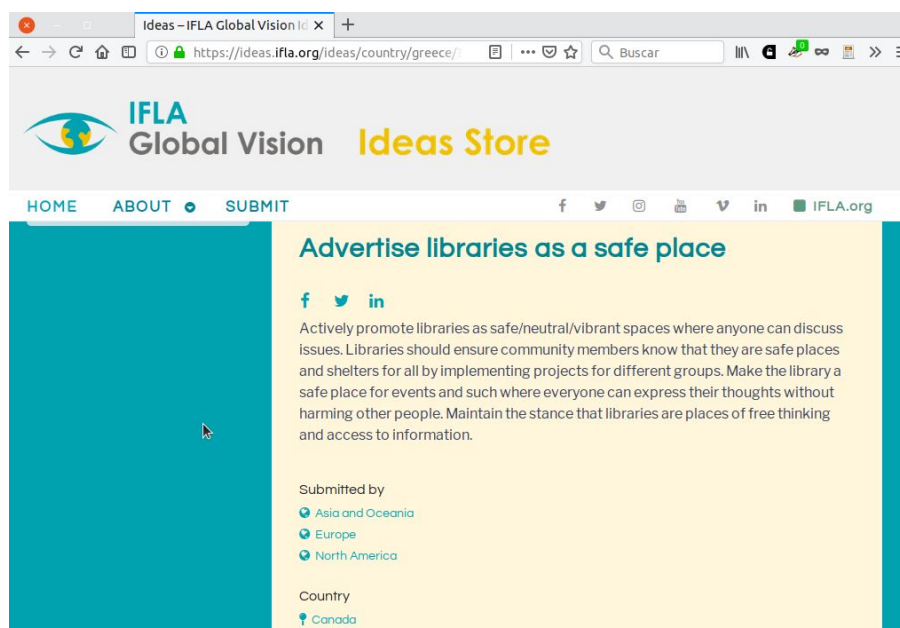 Ideas – IFLA Global Vision Id
https://ideas.ifla.org/ideas/country/greece/
Buscar
IFLA
Global Vision Ideas Store
HOME ABOUT SUBMIT IFLA.org
Advertise libraries as a safe place
Actively promote libraries as safe/neutral/vibrant spaces where anyone can discuss
issues. Libraries should ensure community members know that they are safe places
and shelters for all by implementing projects for different groups. Make the library a
safe place for events and such where everyone can express their thoughts without
harming other people. Maintain the stance that libraries are places of free thinking
and access to information.
Submitted by
Asia and Oceania
Europe
North America
Country
Canada